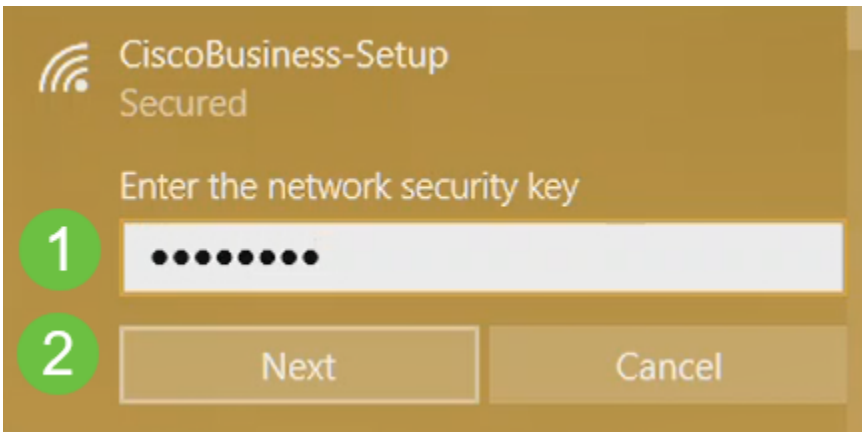 CiscoBusiness-Setup
Secured
Enter the network security key
1 ••••••••
2 Next Cancel